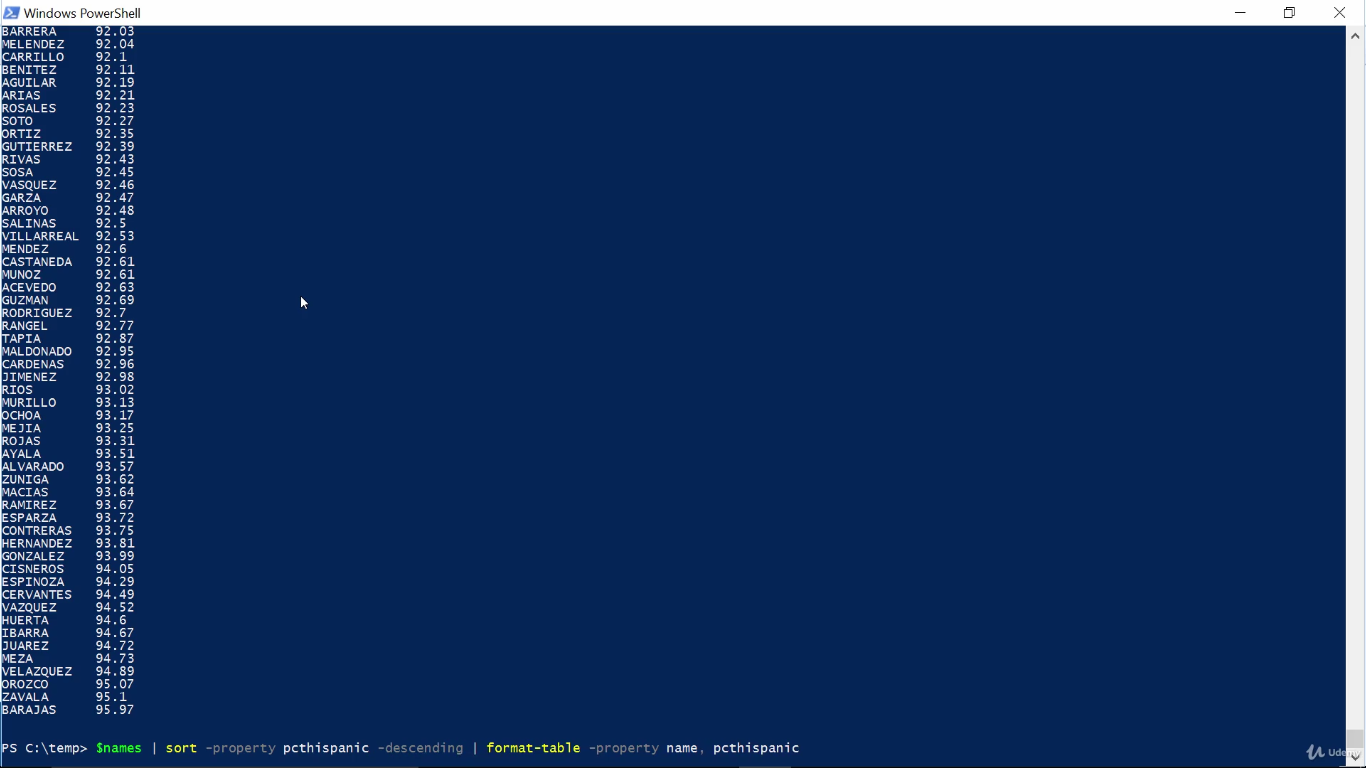 Windows PowerShell
BARRERA 92.03
MELENDEZ 92.04
CARRILLO 92.1
BENITEZ 92.11
AGUILAR 92.19
ARIAS 92.21
ROSALES 92.23
SOTO 92.27
ORTIZ 92.35
GUTIERREZ 92.39
RIVAS 92.43
SOSA 92.45
VASQUEZ 92.46
GARZA 92.47
ARROYO 92.48
SALINAS 92.5
VILLARREAL 92.53
MENDEZ 92.6
CASTANEDA 92.61
MUNOZ 92.61
ACEVEDO 92.63
GUZMAN 92.69
RODRIGUEZ 92.7
RANGEL 92.77
TAPIA 92.87
MALDONADO 92.95
CARDENAS 92.96
JIMENEZ 92.98
RIOS 93.02
MURILLO 93.13
OCHOA 93.17
MEJIA 93.25
ROJAS 93.31
AYALA 93.51
ALVARADO 93.57
ZUNIGA 93.62
MACIAS 93.64
RAMIREZ 93.67
ESPARZA 93.72
CONTRERAS 93.75
HERNANDEZ 93.81
GONZALEZ 93.99
CISNEROS 94.05
ESPINOZA 94.29
CERVANTES 94.49
VAZQUEZ 94.52
HUERTA 94.6
IBARRA 94.67
JUAREZ 94.72
MEZA 94.73
VELAZQUEZ 94.89
OROZCO 95.07
ZAVALA 95.1
BARAJAS 95.97
PS C:\temp> $names | sort -property pcthispanic -descending | format-table -property name, pcthispanic